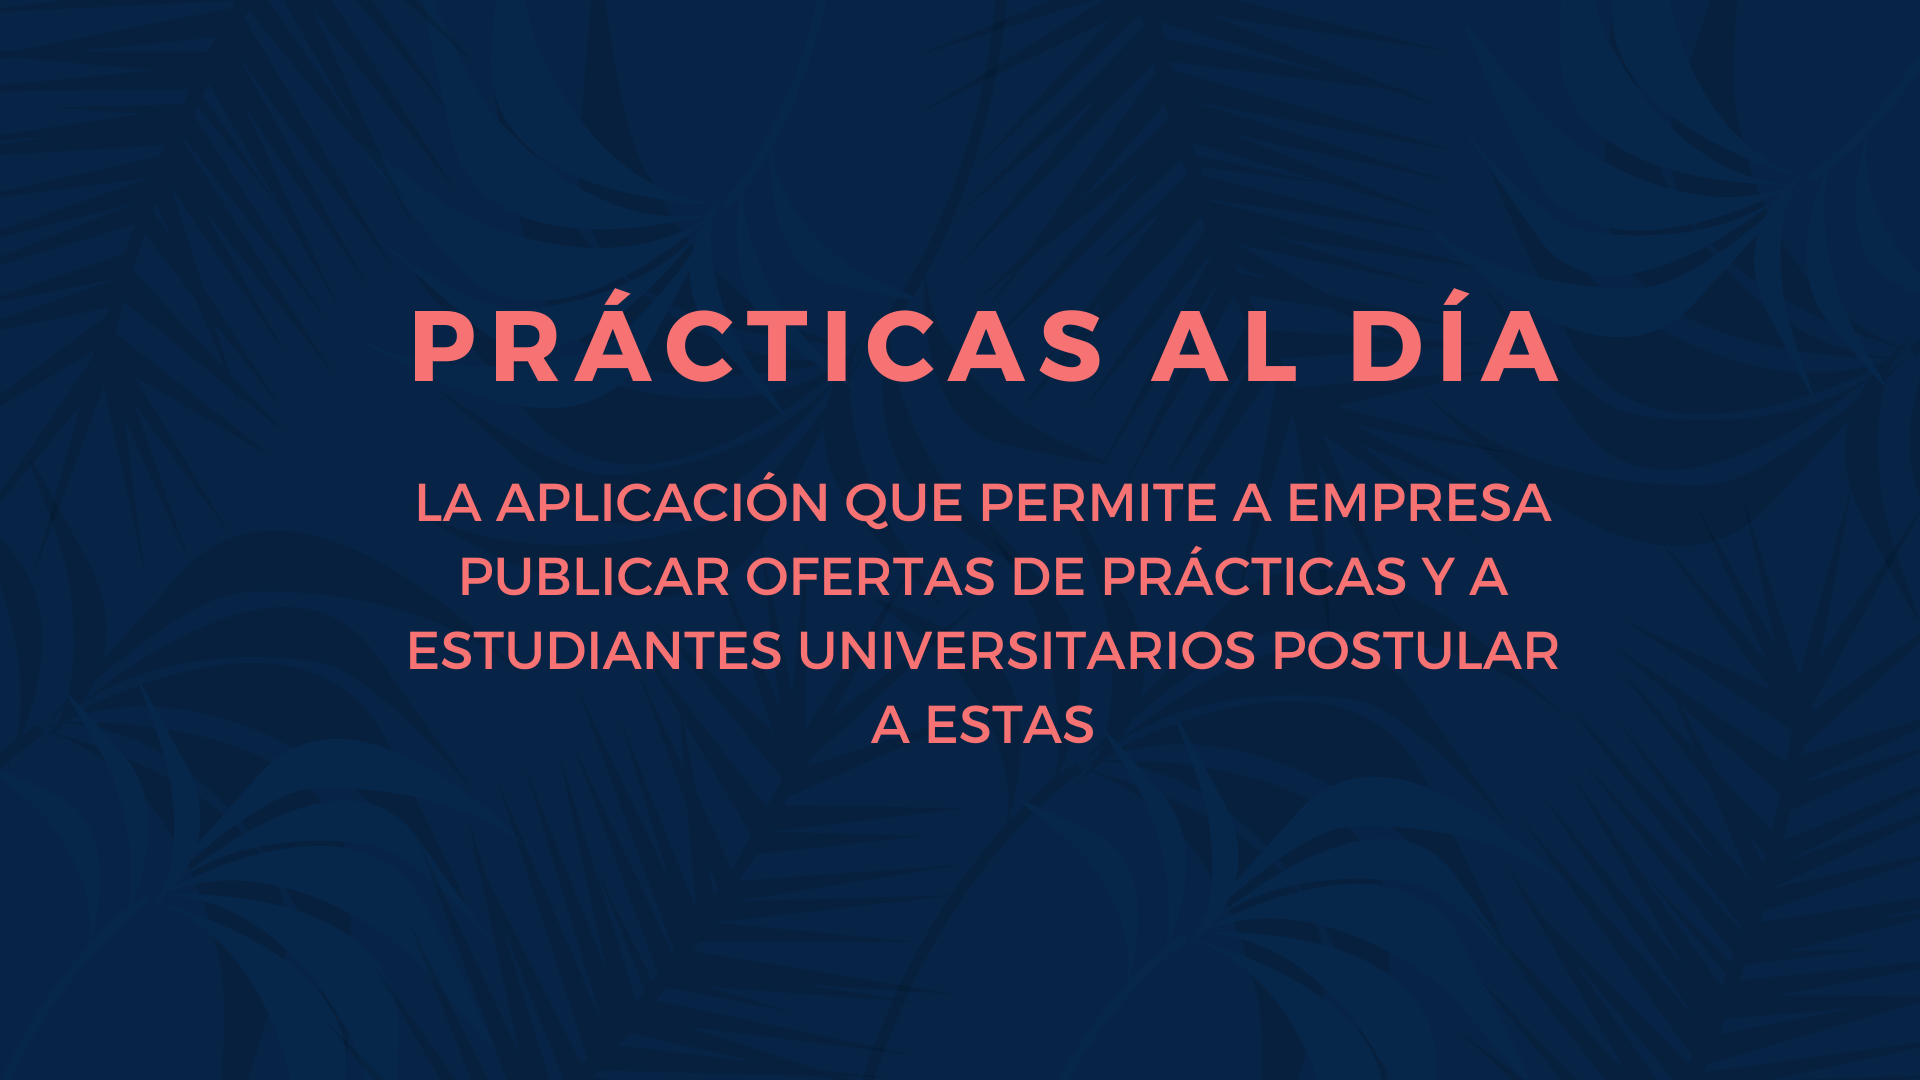 PRÁCTICAS AL DÍA
LA APLICACIÓN QUE PERMITE A EMPRESA
PUBLICAR OFERTAS DE PRÁCTICAS Y A
ESTUDIANTES UNIVERSITARIOS POSTULAR
A ESTAS